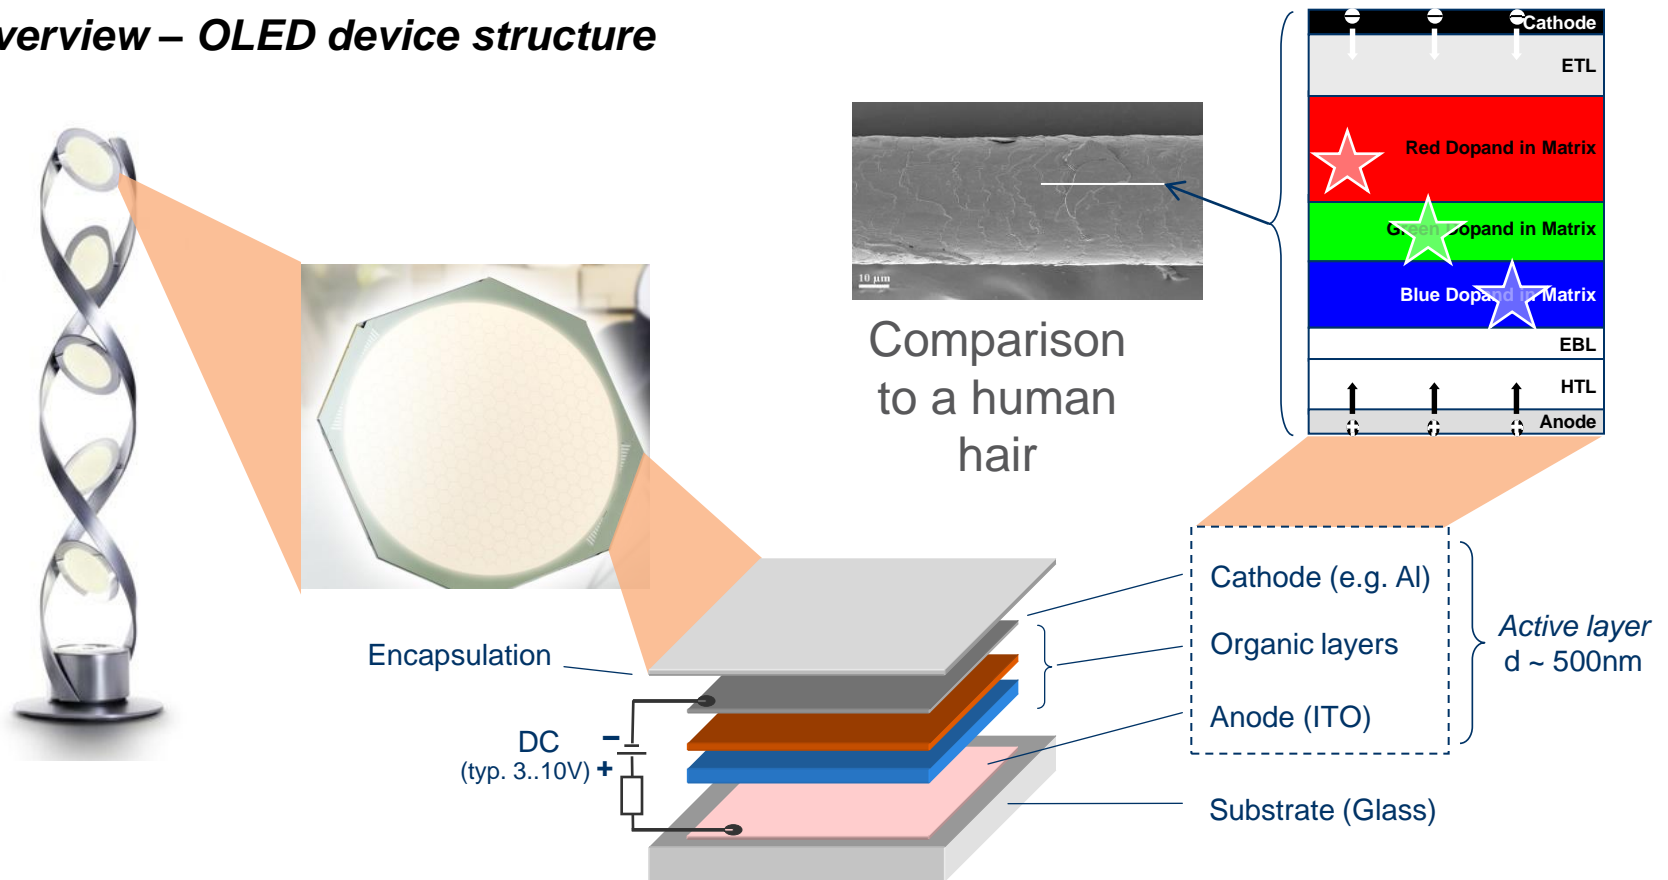 verview – OLED device structure
Cathode
ETL
Red Dopand in Matrix
Green Dopand in Matrix
Blue Dopand in Matrix
EBL
HTL
Anode
10 µm
Comparison
to a human
hair
Encapsulation
DC
(typ. 3..10V)
–
+
Cathode (e.g. Al)
Organic layers
Anode (ITO)
Substrate (Glass)
Active layer
d ~ 500nm